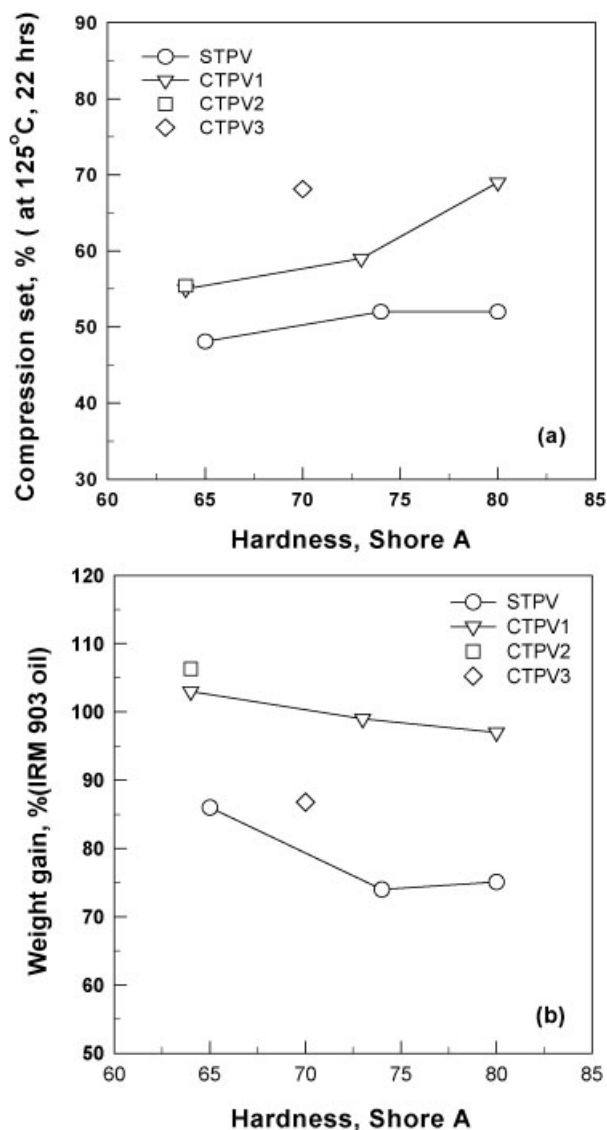 90
80
70
60
50
40
30
60
65
70
75
80
85
Compression set, % ( at 125°C, 22 hrs)
Hardness, Shore A
STPV
CTPV1
CTPV2
CTPV3
(a)
120
110
100
90
80
70
60
50
60
65
70
75
80
85
Weight gain, %(IRM 903 oil)
Hardness, Shore A
STPV
CTPV1
CTPV2
CTPV3
(b)